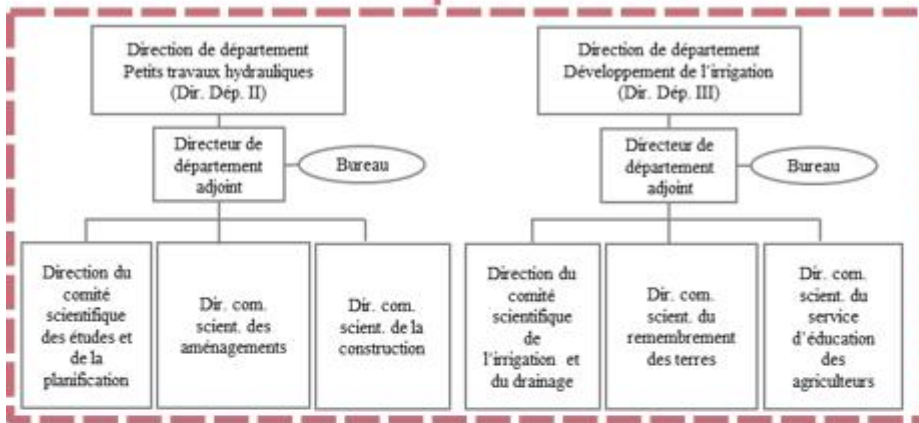 Direction de département
Petits travaux hydrauliques
(Dir. Dép. II)
Directeur de
département
adjoint
Bureau
Direction du
comité
scientifique
des études et
de la
planification
Dir. com.
scient. des
aménagements
Dir. com.
scient. de la
construction
Direction de département
Développement de l'irrigation
(Dir. Dép. III)
Directeur de
département
adjoint
Bureau
Direction du
comité
scientifique
de
l'irrigation et
du drainage
Dir. com.
scient. du
remembrement
des terres
Dir. com.
scient. du
service
d'éducation
des
agriculteurs